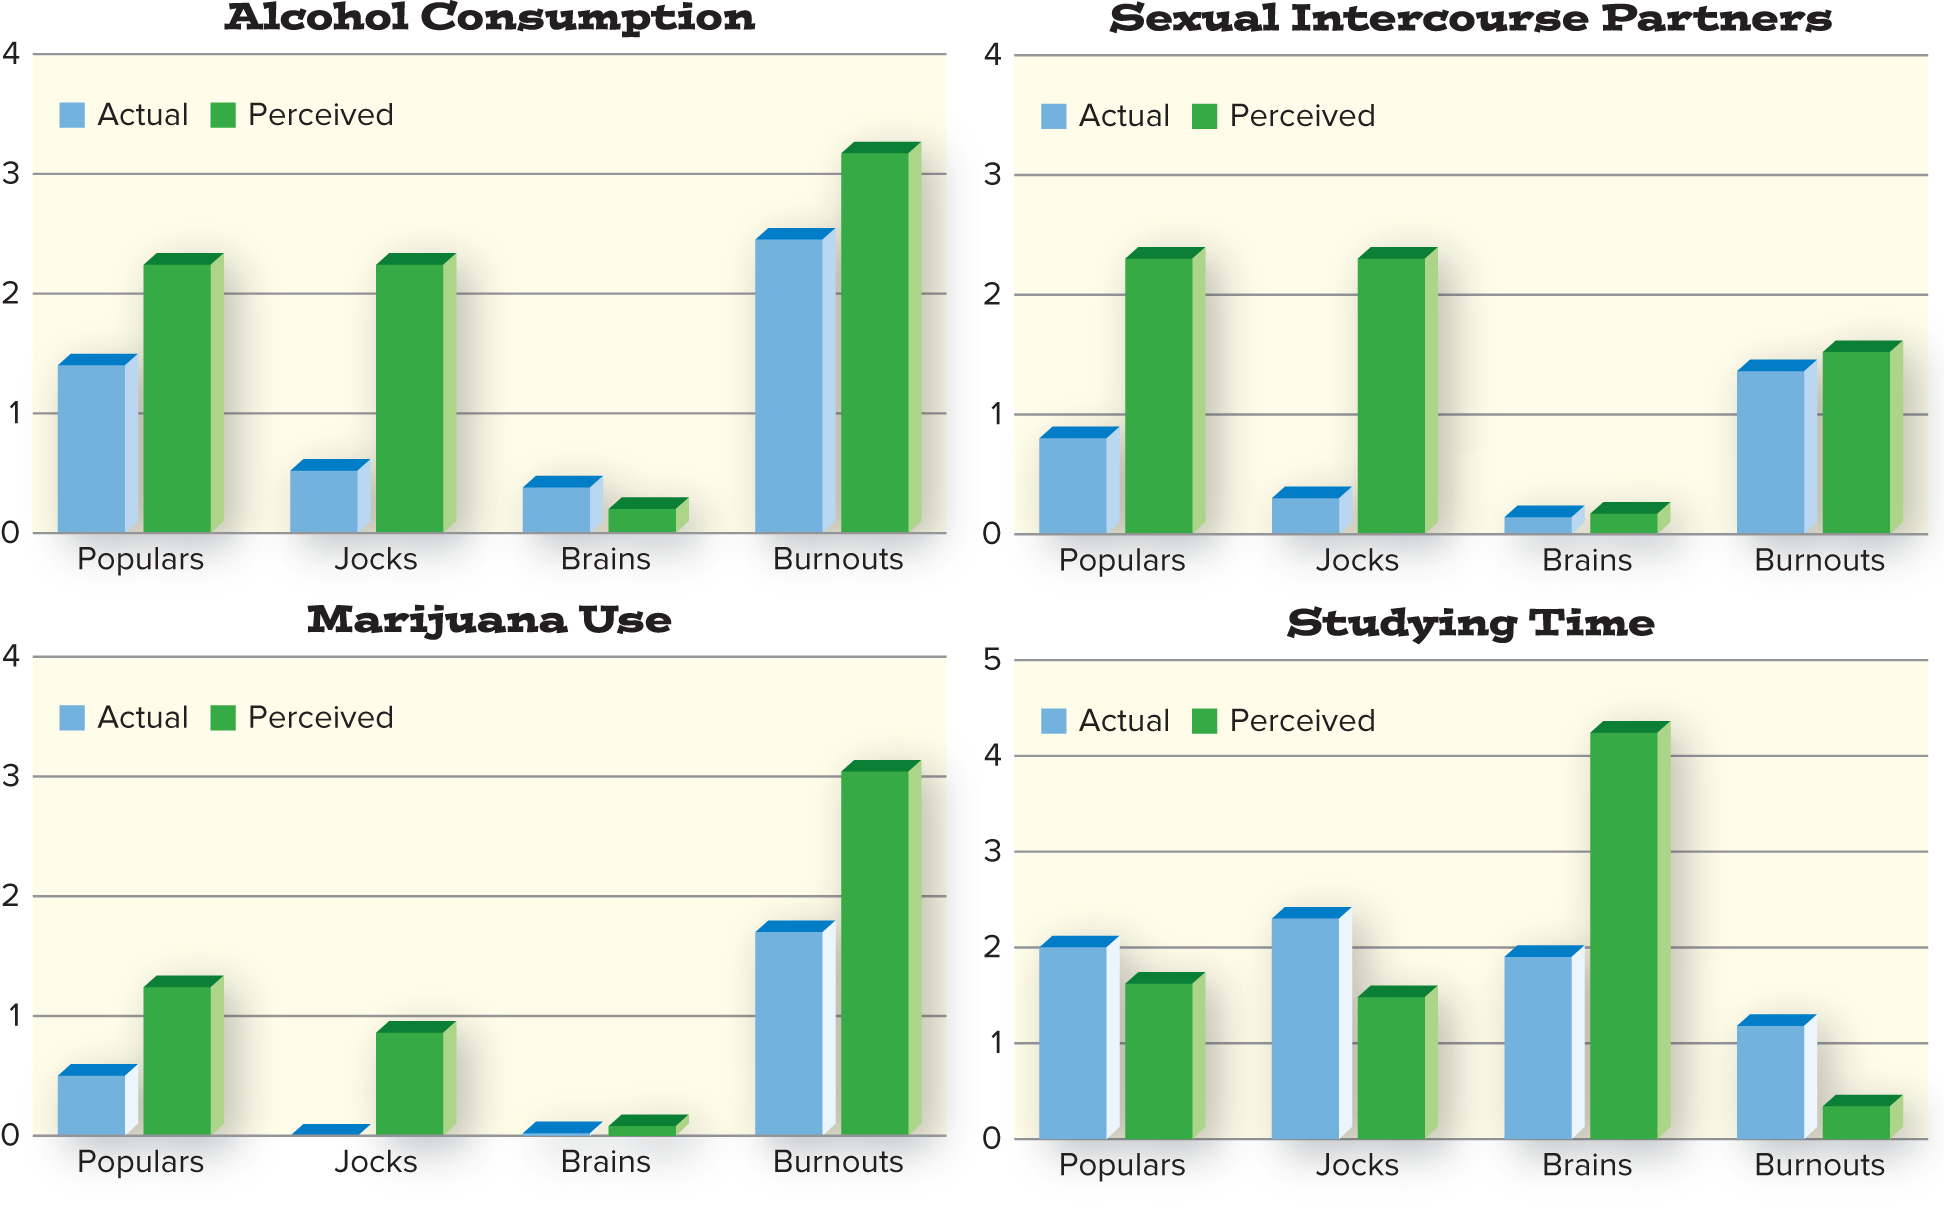 Alcohol Consumption
4
3
2
1
0
Actual Perceived
Populars Jocks Brains Burnouts
Sexual Intercourse Partners
4
3
2
1
0
Actual Perceived
Populars Jocks Brains Burnouts
Marijuana Use
4
3
2
1
0
Actual Perceived
Populars Jocks Brains Burnouts
Studying Time
5
4
3
2
1
0
Actual Perceived
Populars Jocks Brains Burnouts